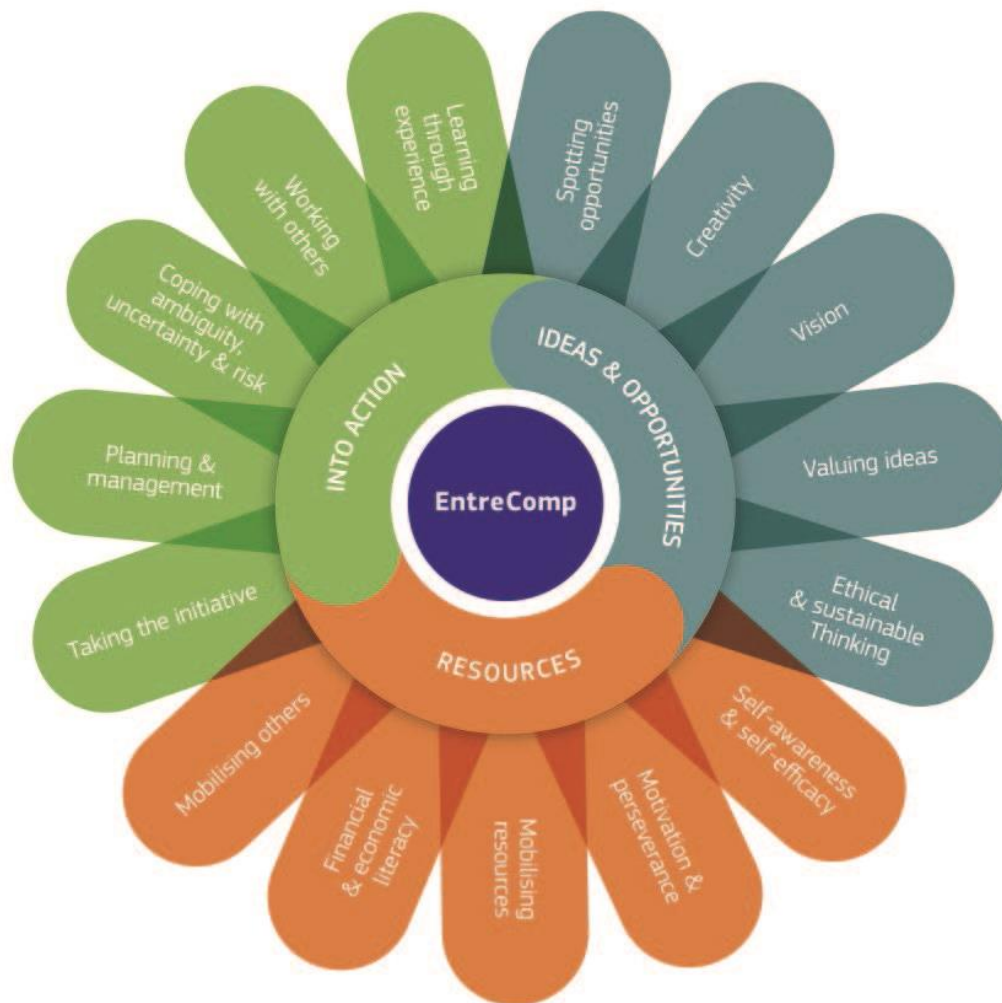 EntreComp
IDEAS & OPPORTUNITIES
Spotting
opportunities
Creativity
Vision
Valuing ideas
Ethical
& sustainable
Thinking
RESOURCES
Self-awareness
& self-efficacy
Motivation &
perseverance
Mobilising
resources
Financial
& economic
literacy
Mobilising others
INTO ACTION
Taking the initiative
Planning &
management
Coping with
ambiguity,
uncertainty & risk
Working
with others
Learning
through
experience